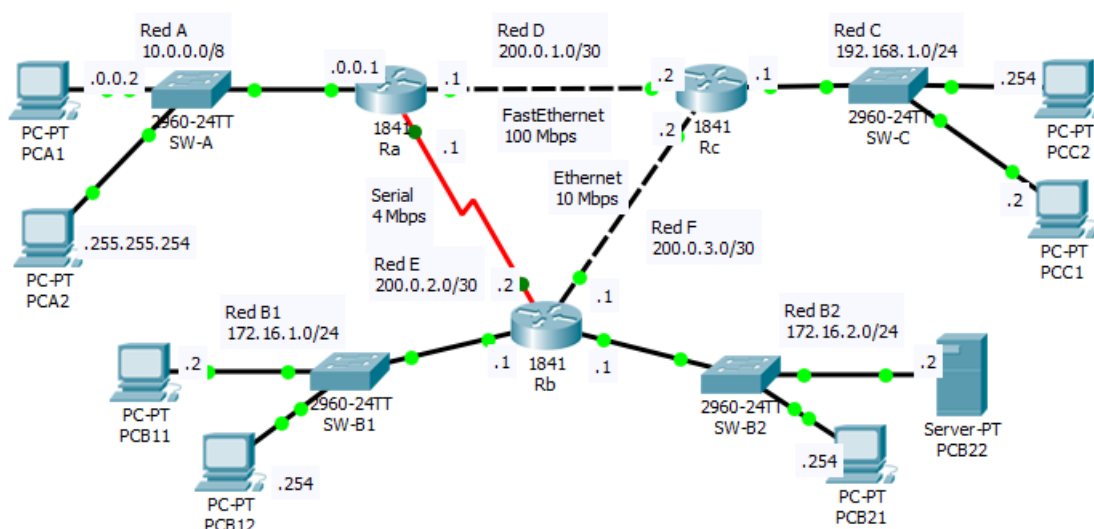 Red A
10.0.0.0/8
Red D
200.0.1.0/30
Red C
192.168.1.0/24
.0.0.2
.0.0.1
.1
.2
.1
.254
PC-PT
PCA1
2960-24TT
SW-A
1841
Ra
FastEthernet
100 Mbps
1841
Rc
2960-24TT
SW-C
PC-PT
PCC2
.1
.2
Serial
4 Mbps
Ethernet
10 Mbps
.2
PC-PT
PCC1
.255.255.254
PC-PT
PCA2
Red F
200.0.3.0/30
Red E
200.0.2.0/30
.2
.1
Red B1
172.16.1.0/24
Red B2
172.16.2.0/24
.2
.1
1841
Rb
.1
.2
PC-PT
PCB11
2960-24TT
SW-B1
2960-24TT
SW-B2
Server-PT
PCB22
.254
PC-PT
PCB12
.254
PC-PT
PCB21